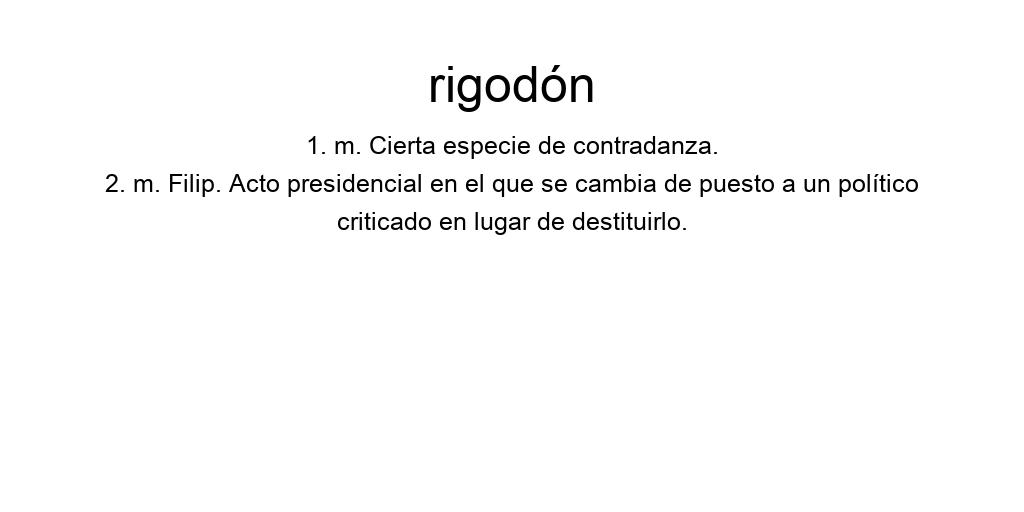 rigodón
1. m. Cierta especie de contradanza.
2. m. Filip. Acto presidencial en el que se cambia de puesto a un político
criticado en lugar de destituirlo.